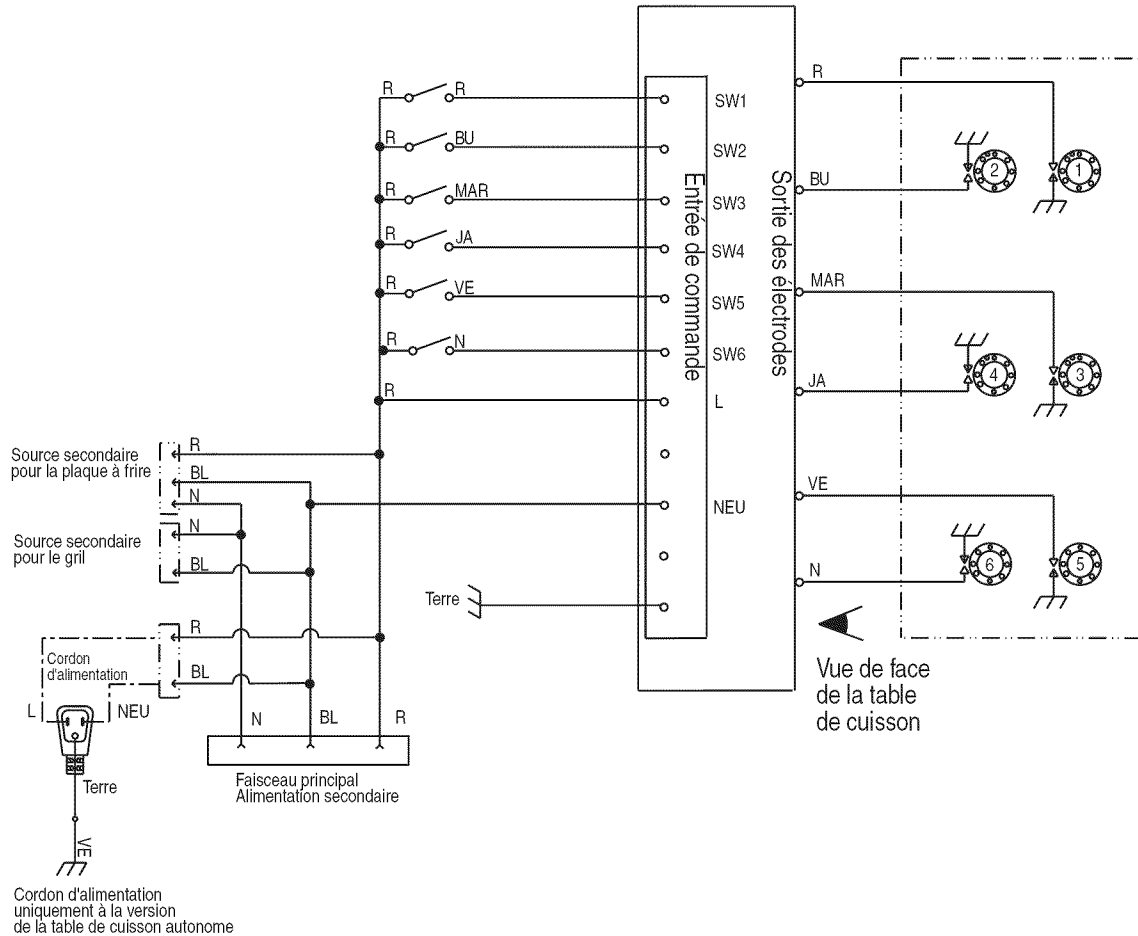 R
R
SW1
R
BU
SW2
R
MAR
SW3
R
JA
SW4
R
VE
SW5
R
N
SW6
R
L
NEU
Entrée de commande
Sortie des électrodes
R
BU
2
1
MAR
JA
4
3
VE
N
6
5
Source secondaire
pour la plaque à frire
R
BL
N
Source secondaire
pour le gril
N
BL
Terre
R
BL
Cordon
d'alimentation
L
NEU
Terre
VE
N
BL
R
Faisceau principal
Alimentation secondaire
Vue de face
de la table
de cuisson
Cordon d'alimentation
uniquement à la version
de la table de cuisson autonome